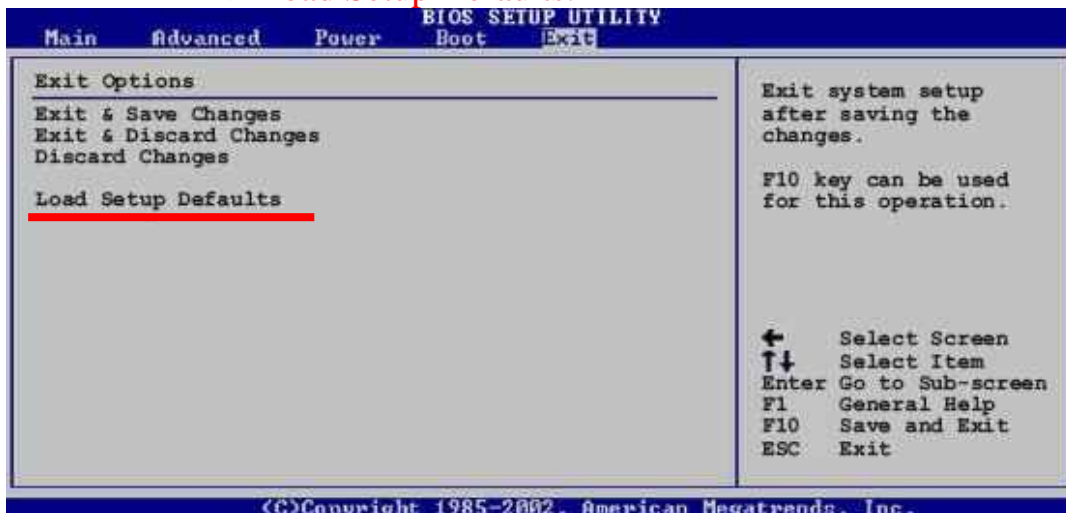 BIOS SETUP UTILITY
Main Advanced Power Boot Exit
Exit Options
Exit & Save Changes
Exit & Discard Changes
Discard Changes
Load Setup Defaults
Exit system setup
after saving the
changes.
F10 key can be used
for this operation.
← Select Screen
↑↓ Select Item
Enter Go to Sub-screen
F1 General Help
F10 Save and Exit
ESC Exit
(C)Copyright 1985-2002, American Megatrends, Inc.